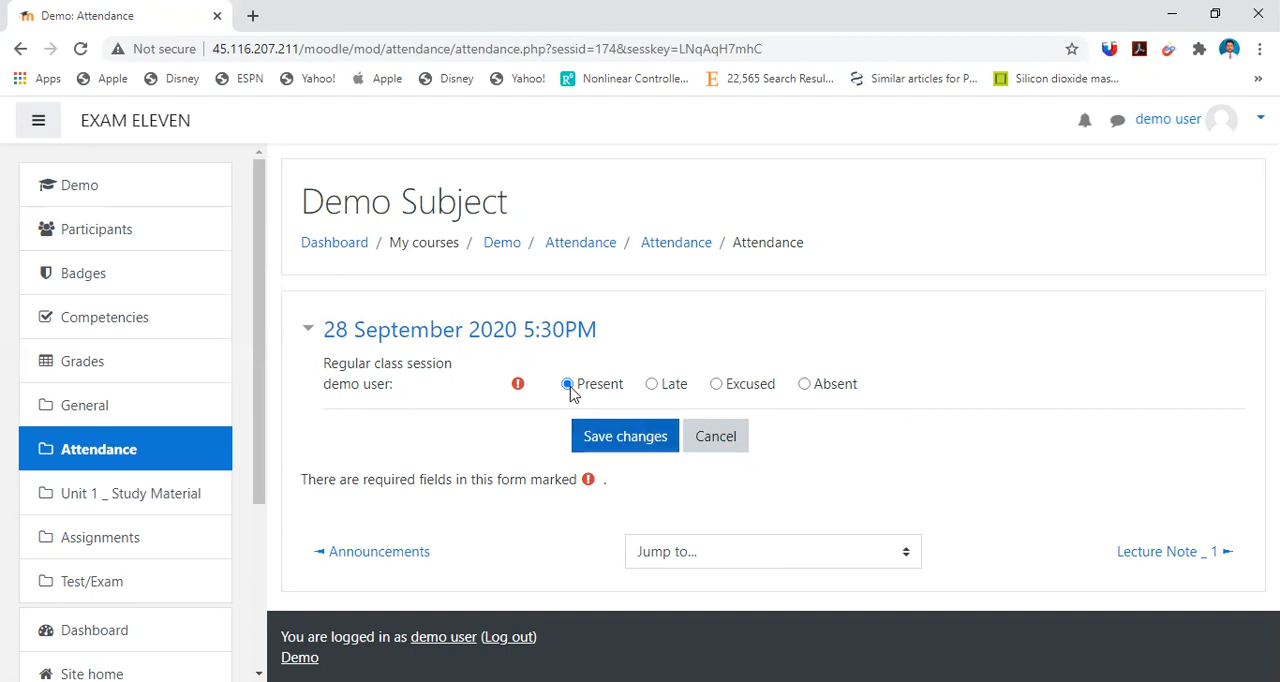 Demo: Attendance
Not secure 45.116.207.211/moodle/mod/attendance/attendance.php?sessid=174&sesskey=LNqAqH7mhC
Apps Apple Disney ESPN Yahoo! Apple Disney Yahoo! Nonlinear Controlle... 22,565 Search Resul... Similar articles for P... Silicon dioxide mas... »
EXAM ELEVEN
demo user
Demo
Participants
Badges
Competencies
Grades
General
Attendance
Unit 1 _ Study Material
Assignments
Test/Exam
Dashboard
Site home
Demo Subject
Dashboard / My courses / Demo / Attendance / Attendance / Attendance
28 September 2020 5:30PM
Regular class session
demo user: Present Late Excused Absent
Save changes Cancel
There are required fields in this form marked .
◄ Announcements
Jump to...
Lecture Note _ 1 ►
You are logged in as demo user (Log out)
Demo